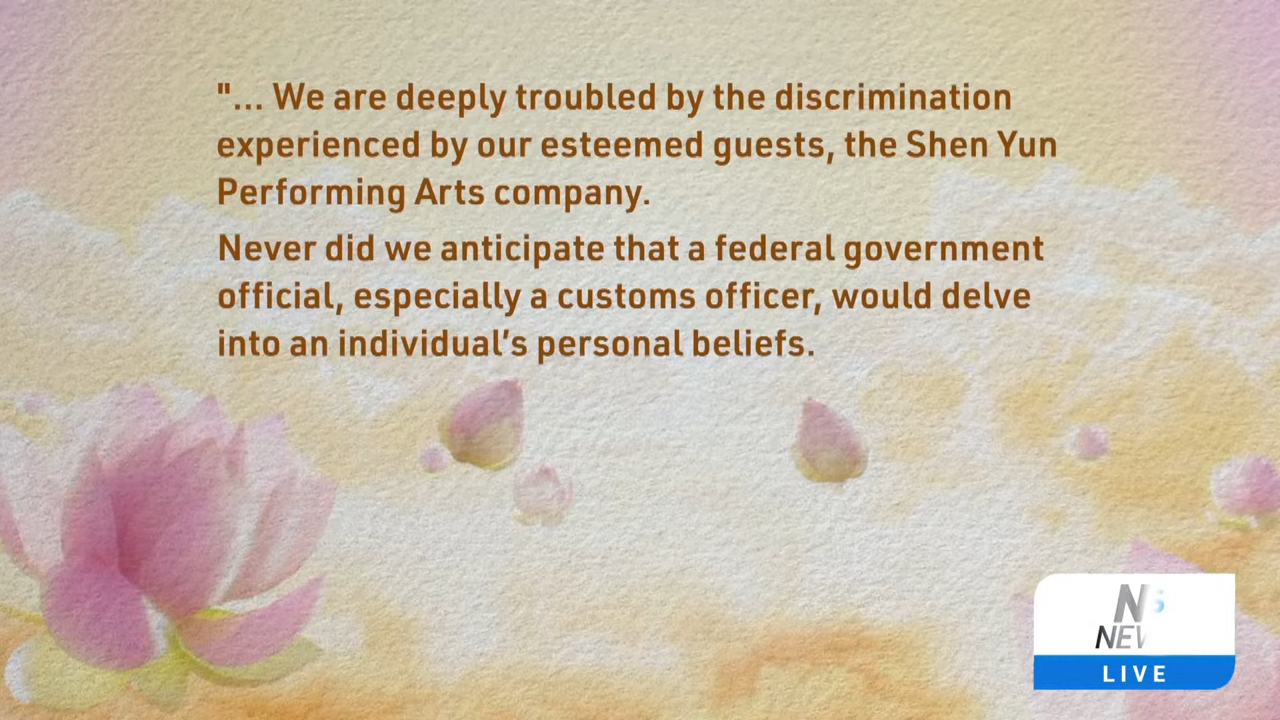 "... We are deeply troubled by the discrimination
experienced by our esteemed guests, the Shen Yun
Performing Arts company.
Never did we anticipate that a federal government
official, especially a customs officer, would delve
into an individual’s personal beliefs.
LIVE